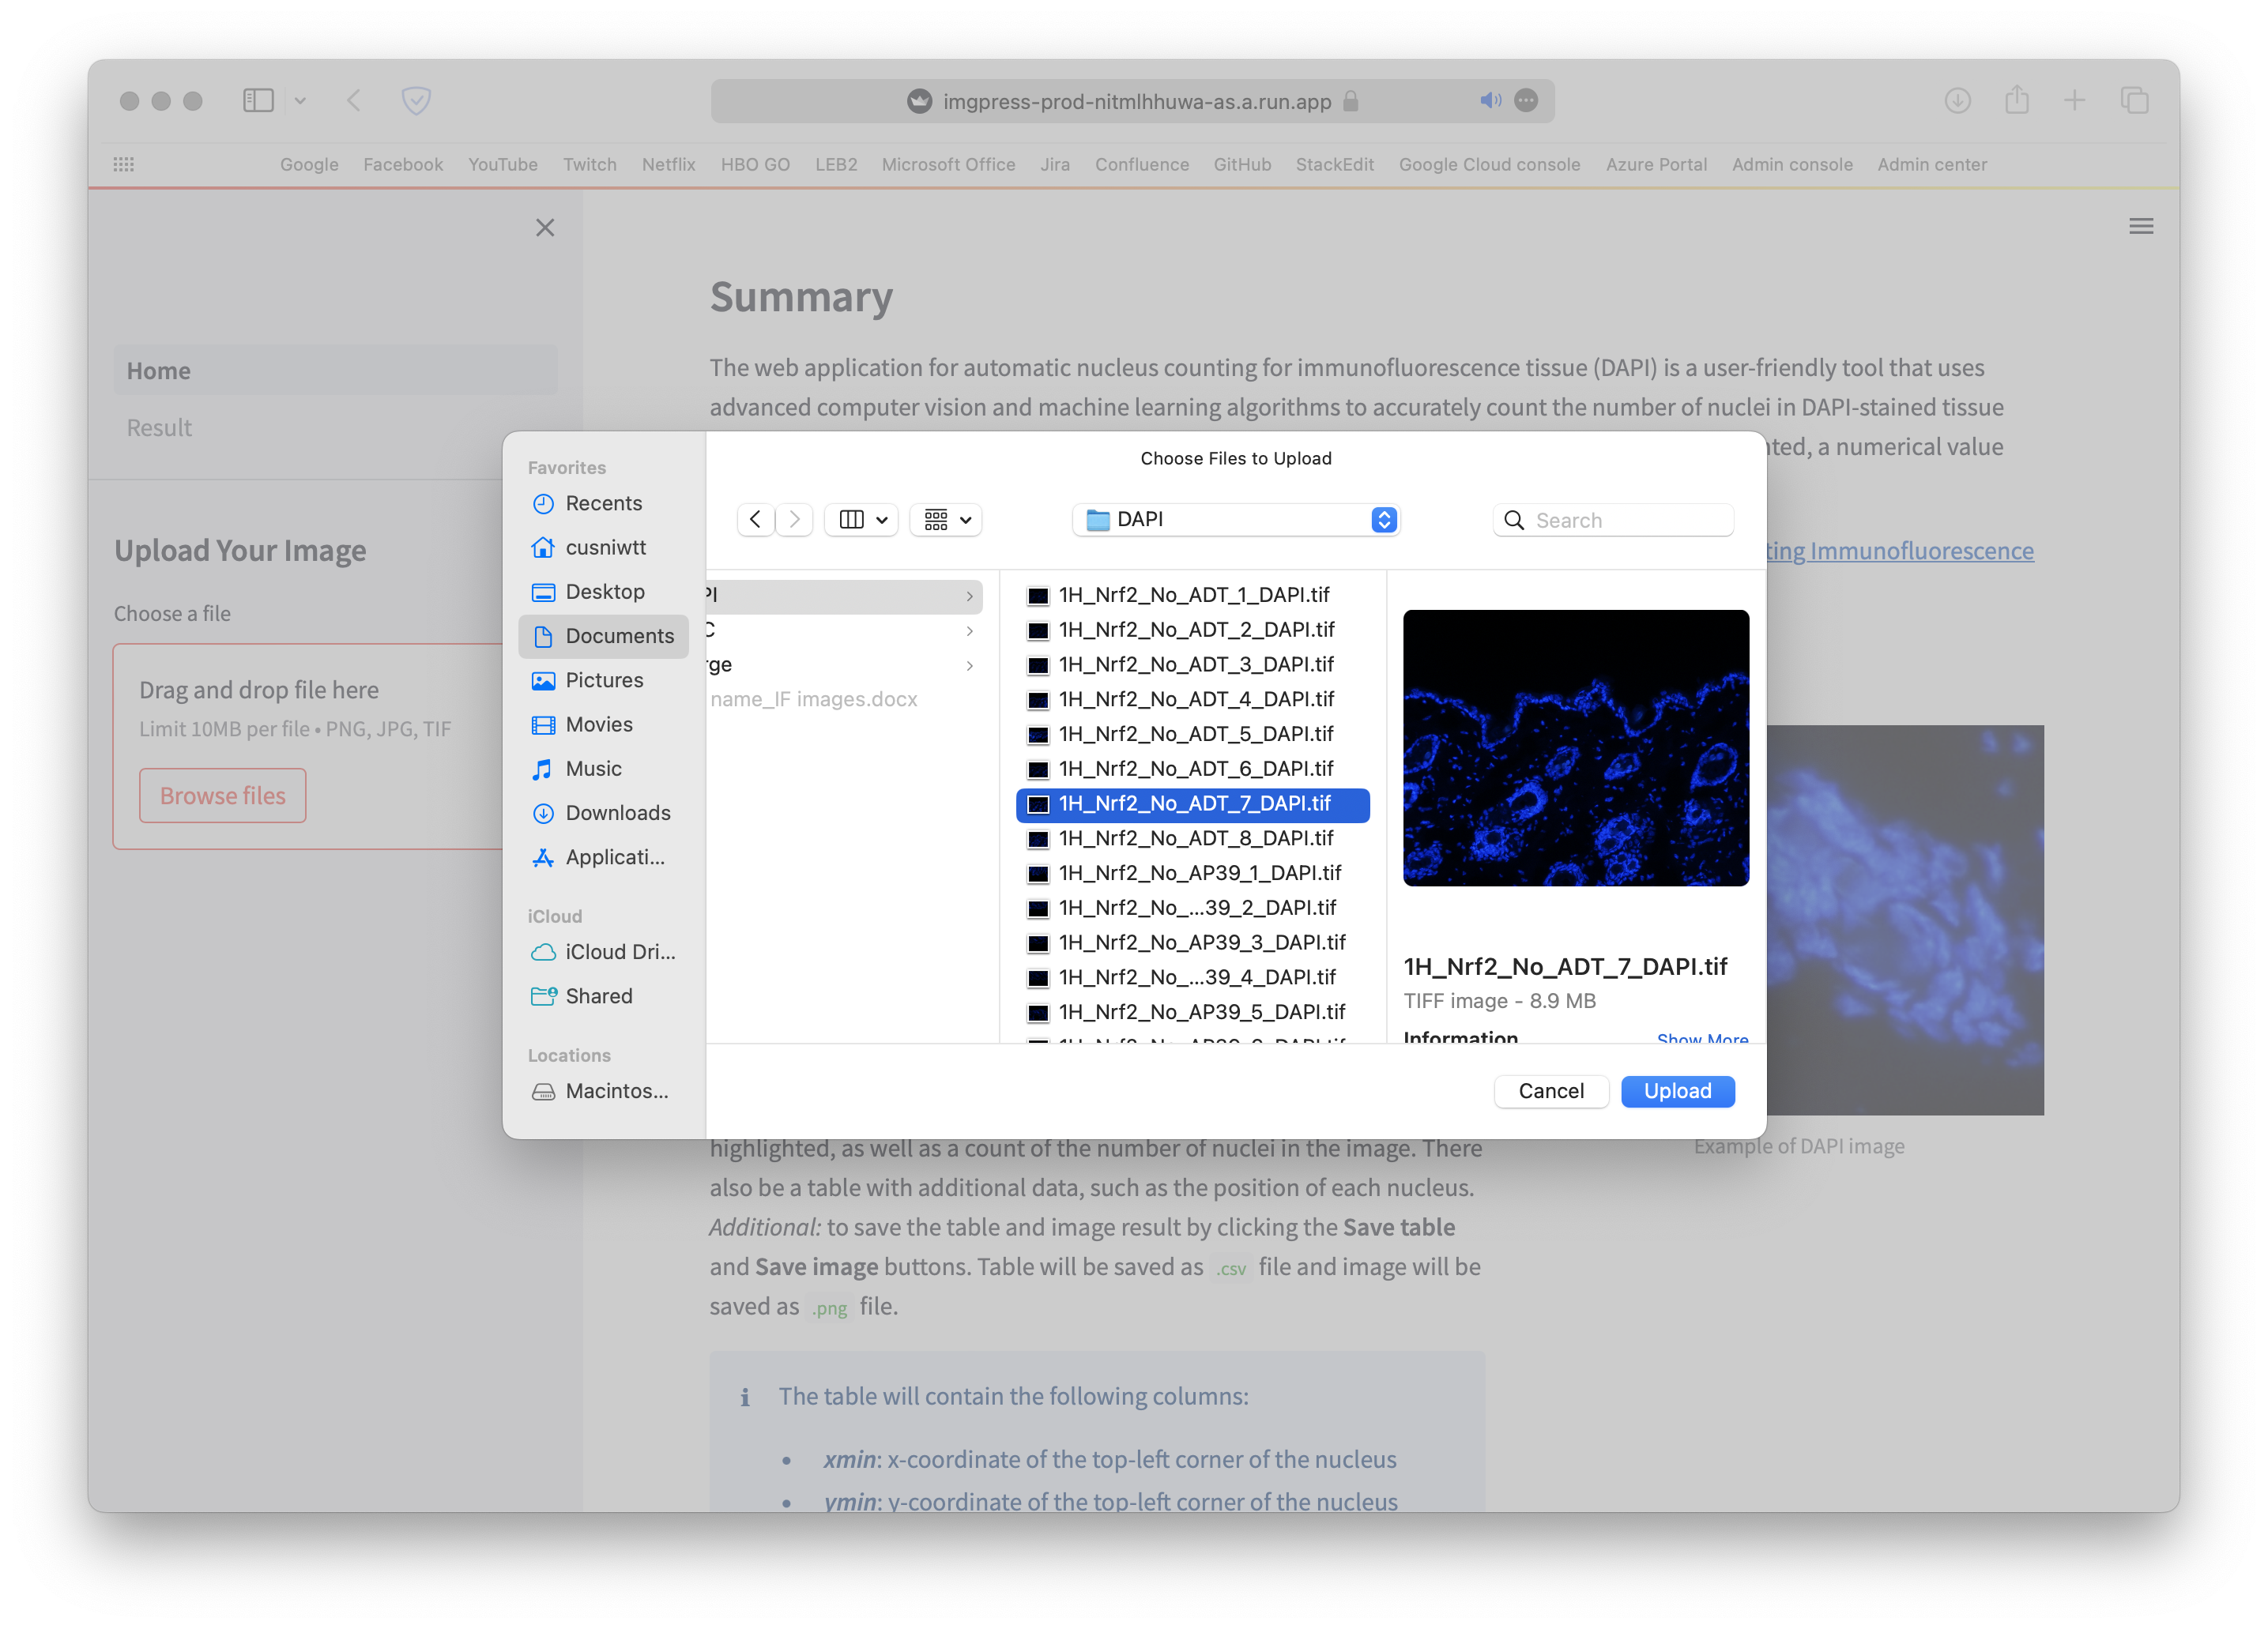 imgpress-prod-nitmlhhuwa-as.a.run.app
Google Facebook YouTube Twitch Netflix HBO GO LEB2 Microsoft Office Jira Confluence GitHub StackEdit Google Cloud console Azure Portal Admin console Admin center
Home
Result
Upload Your Image
Choose a file
Drag and drop file here
Limit 10MB per file • PNG, JPG, TIF
Browse files
Summary
The web application for automatic nucleus counting for immunofluorescence tissue (DAPI) is a user-friendly tool that uses
advanced computer vision and machine learning algorithms to accurately count the number of nuclei in DAPI-stained tissue
nted, a numerical value
ting Immunofluorescence
Choose Files to Upload
Favorites
Recents
cusniwtt
Desktop
Documents
Pictures
Movies
Music
Downloads
Applicati...
iCloud
iCloud Dri...
Shared
Locations
Macintos...
DAPI
Search
PI
C
rge
name_IF images.docx
1H_Nrf2_No_ADT_1_DAPI.tif
1H_Nrf2_No_ADT_2_DAPI.tif
1H_Nrf2_No_ADT_3_DAPI.tif
1H_Nrf2_No_ADT_4_DAPI.tif
1H_Nrf2_No_ADT_5_DAPI.tif
1H_Nrf2_No_ADT_6_DAPI.tif
1H_Nrf2_No_ADT_7_DAPI.tif
1H_Nrf2_No_ADT_8_DAPI.tif
1H_Nrf2_No_AP39_1_DAPI.tif
1H_Nrf2_No_...39_2_DAPI.tif
1H_Nrf2_No_AP39_3_DAPI.tif
1H_Nrf2_No_...39_4_DAPI.tif
1H_Nrf2_No_AP39_5_DAPI.tif
1H_Nrf2_No_ADT_7_DAPI.tif
TIFF image - 8.9 MB
Information Show More
Cancel Upload
Example of DAPI image
highlighted, as well as a count of the number of nuclei in the image. There
also be a table with additional data, such as the position of each nucleus.
Additional: to save the table and image result by clicking the Save table
and Save image buttons. Table will be saved as .csv file and image will be
saved as .png file.
The table will contain the following columns:
• xmin: x-coordinate of the top-left corner of the nucleus
• ymin: y-coordinate of the top-left corner of the nucleus